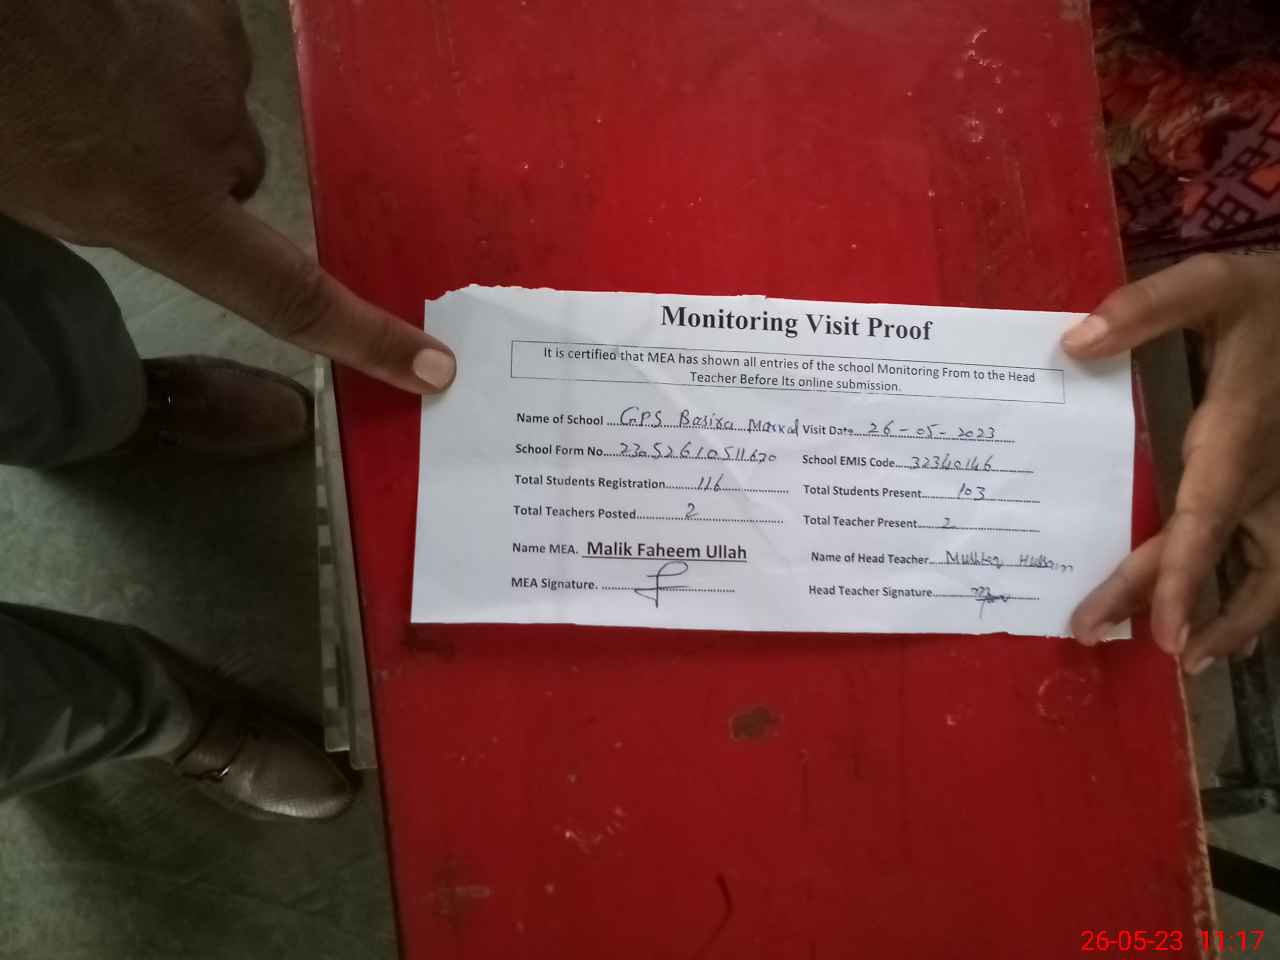 Monitoring Visit Proof
It is certified that MEA has shown all entries of the school Monitoring From to the Head
Teacher Before Its online submission.
Name of School ....GPS Basira Markal Visit Date 26-05-2023
School Form No.....23052610511620 School EMIS Code....32340146
Total Students Registration..........116 Total Students Present..........103
Total Teachers Posted..........2 Total Teacher Present.......2
Name MEA. Malik Faheem Ullah Name of Head Teacher...Mushtaq Hussain
MEA Signature. Head Teacher Signature
26-05-23 11:17